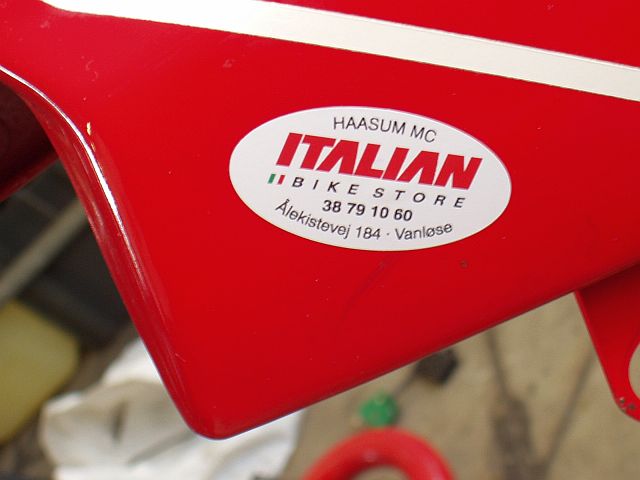 HAASUM MC
ITALIAN
BIKE STORE
38 79 10 60
Ålekistevej 184 · Vanløse